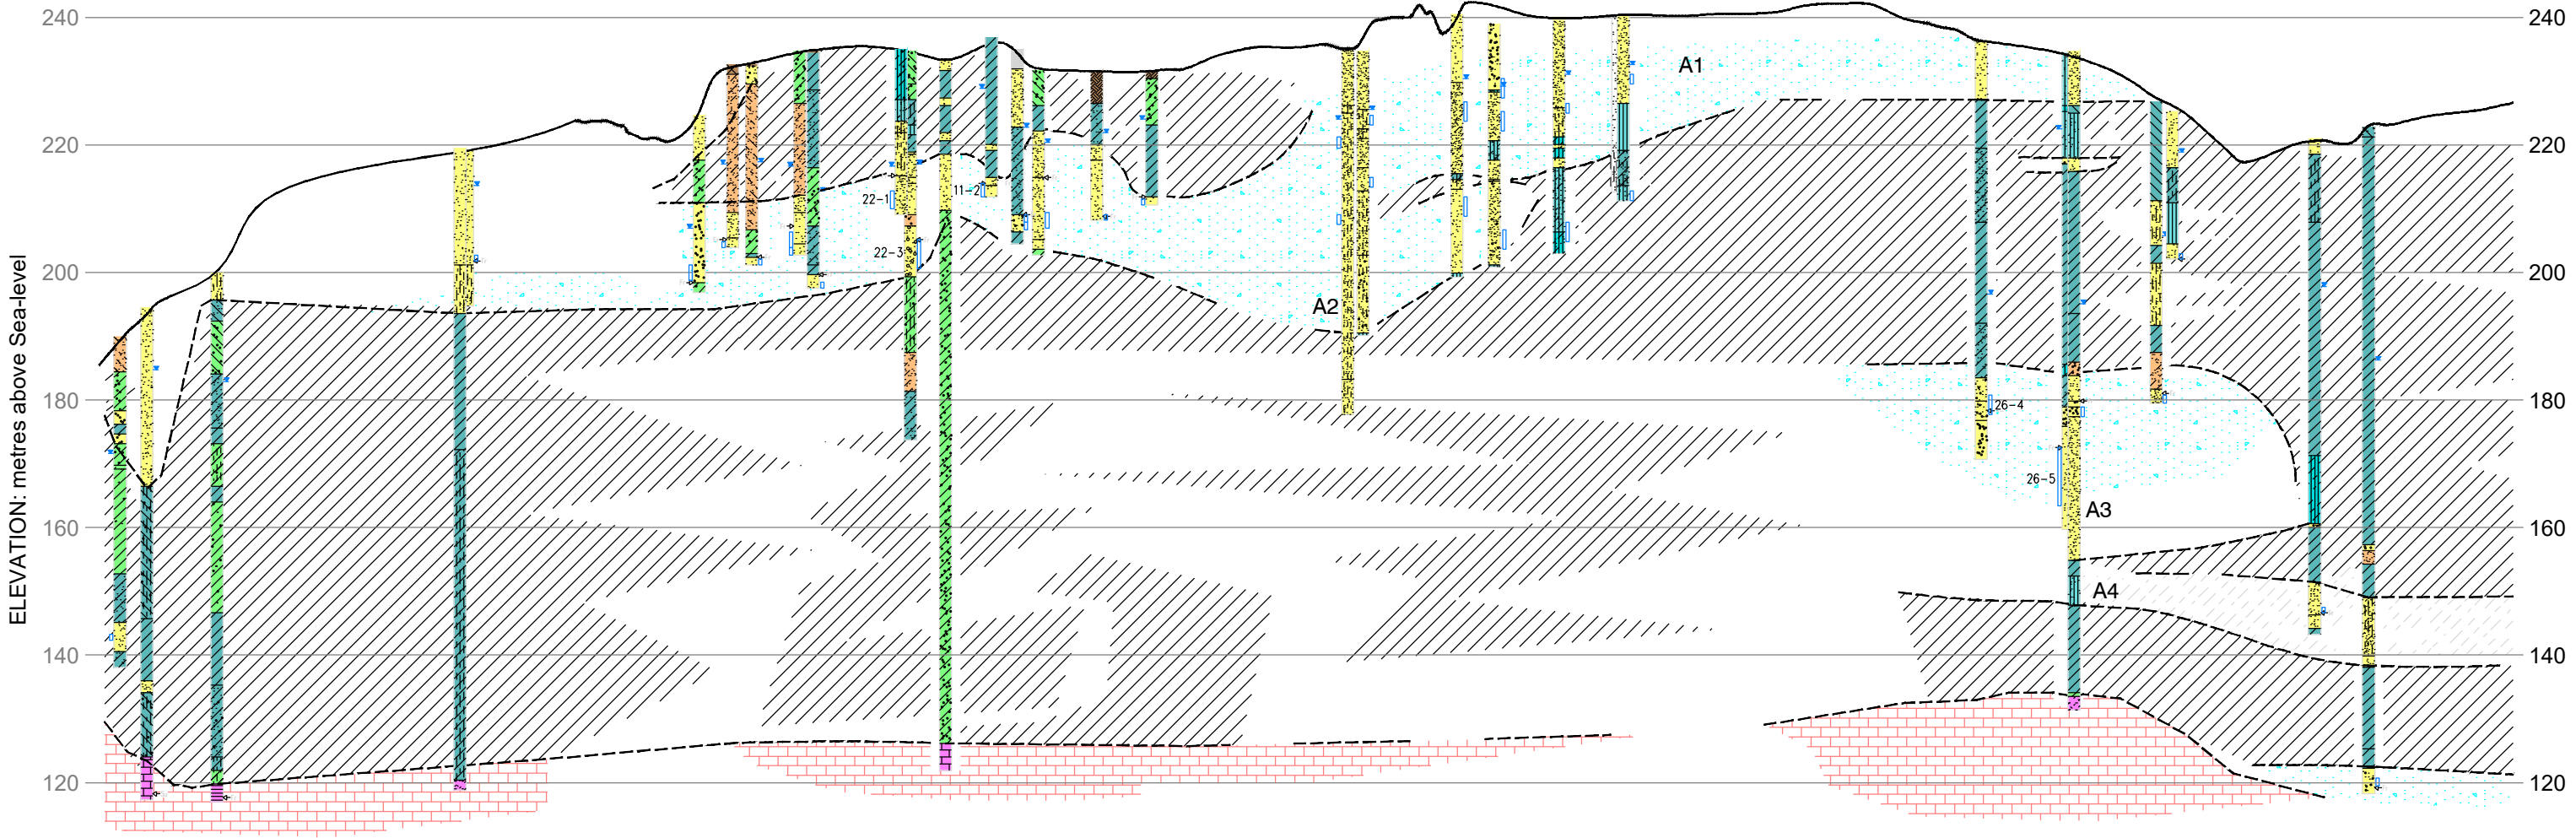 240 240
A1
220 220
11-2
22-1
22-3
200 200
A2
180 180
26-4
26-5
A3
160 160
A4
140 140
120 120
ELEVATION: metres above Sea-level